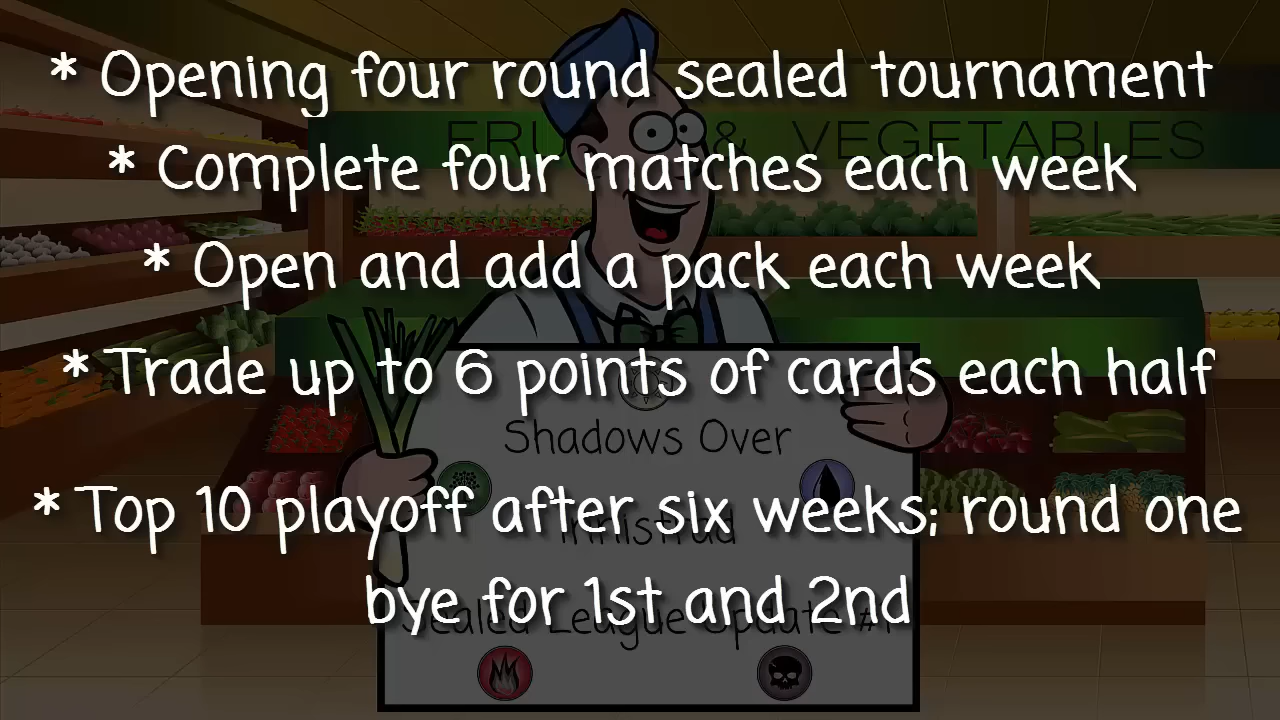 * Opening four round sealed tournament
FRUIT & VEGETABLES
* Complete four matches each week
* Open and add a pack each week
* Trade up to 6 points of cards each half
Shadows Over
* Top 10 playoff after six weeks; round one
Innistrad
bye for 1st and 2nd
Sealed League Update #1